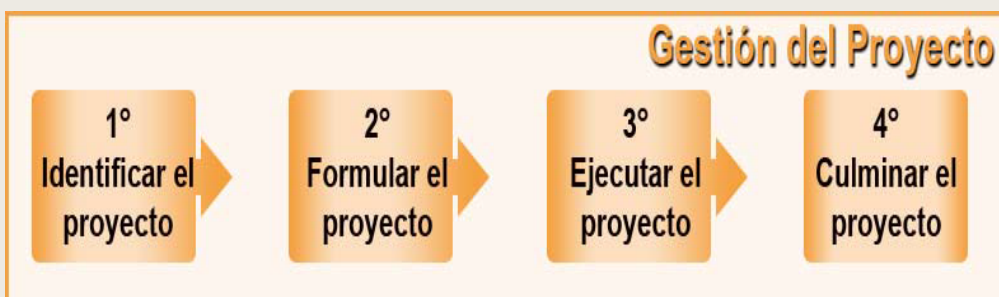 Gestión del Proyecto
1°
Identificar el
proyecto
2°
Formular el
proyecto
3°
Ejecutar el
proyecto
4°
Culminar el
proyecto